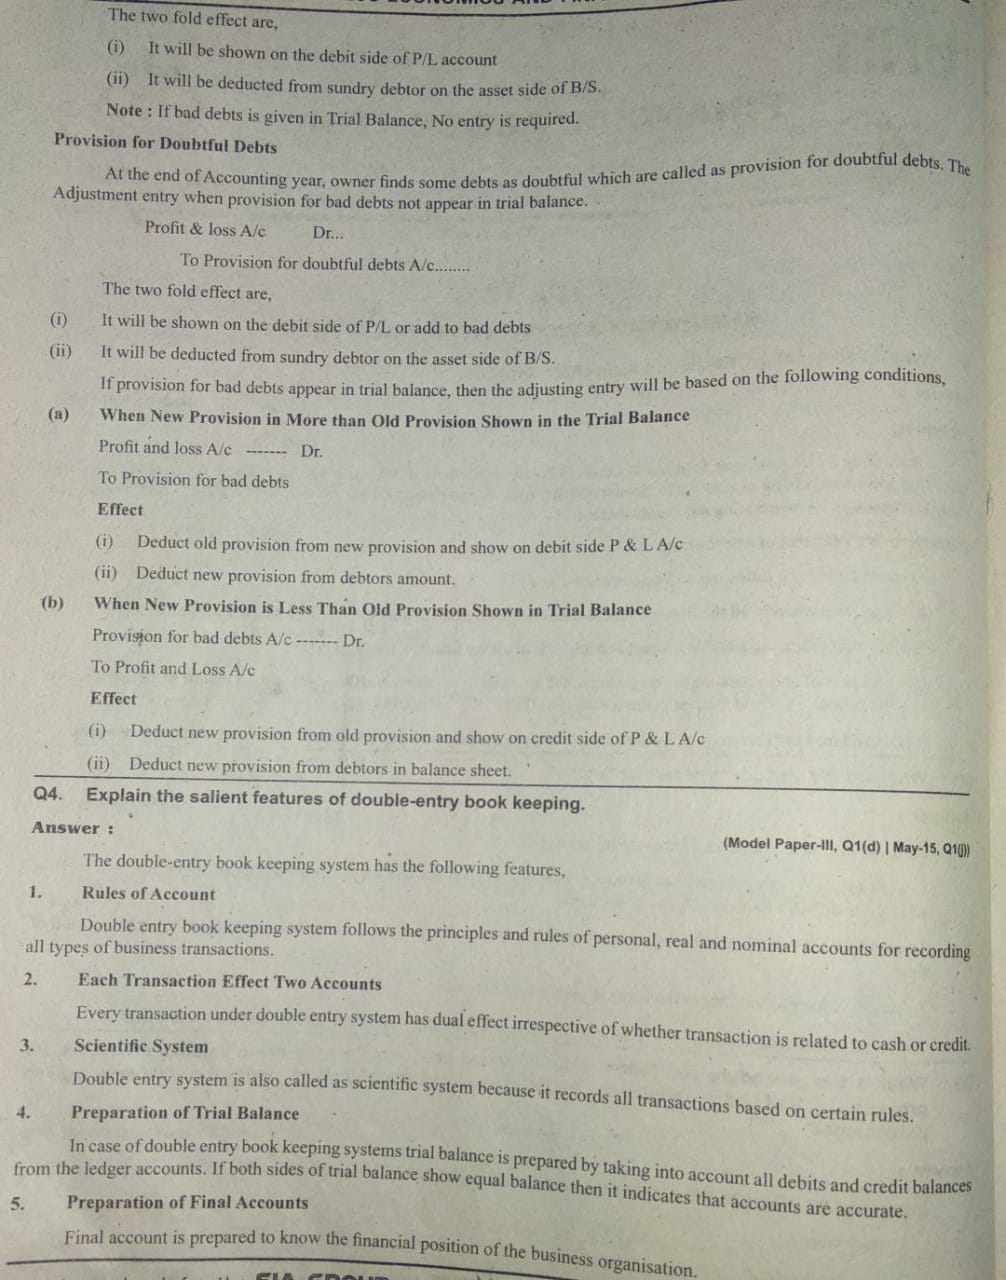 The two fold effect are,
(i) It will be shown on the debit side of P/L account
(ii) It will be deducted from sundry debtor on the asset side of B/S.
Note : If bad debts is given in Trial Balance, No entry is required.
Provision for Doubtful Debts
At the end of Accounting year, owner finds some debts as doubtful which are called as provision for doubtful debts. The
Adjustment entry when provision for bad debts not appear in trial balance.
Profit & loss A/c Dr...
To Provision for doubtful debts A/c........
The two fold effect are,
(i) It will be shown on the debit side of P/L or add to bad debts
(ii) It will be deducted from sundry debtor on the asset side of B/S.
If provision for bad debts appear in trial balance, then the adjusting entry will be based on the following conditions,
(a) When New Provision in More than Old Provision Shown in the Trial Balance
Profit and loss A/c ------- Dr.
To Provision for bad debts
Effect
(i) Deduct old provision from new provision and show on debit side P & L A/c
(ii) Deduct new provision from debtors amount.
(b) When New Provision is Less Than Old Provision Shown in Trial Balance
Provision for bad debts A/c ------- Dr.
To Profit and Loss A/c
Effect
(i) Deduct new provision from old provision and show on credit side of P & L A/c
(ii) Deduct new provision from debtors in balance sheet.
Q4. Explain the salient features of double-entry book keeping.
Answer :
(Model Paper-III, Q1(d) | May-15, Q1(j))
The double-entry book keeping system has the following features,
1. Rules of Account
Double entry book keeping system follows the principles and rules of personal, real and nominal accounts for recording
all types of business transactions.
2. Each Transaction Effect Two Accounts
Every transaction under double entry system has dual effect irrespective of whether transaction is related to cash or credit.
3. Scientific System
Double entry system is also called as scientific system because it records all transactions based on certain rules.
4. Preparation of Trial Balance
In case of double entry book keeping systems trial balance is prepared by taking into account all debits and credit balances
from the ledger accounts. If both sides of trial balance show equal balance then it indicates that accounts are accurate.
5. Preparation of Final Accounts
Final account is prepared to know the financial position of the business organisation.
SIA GROUP